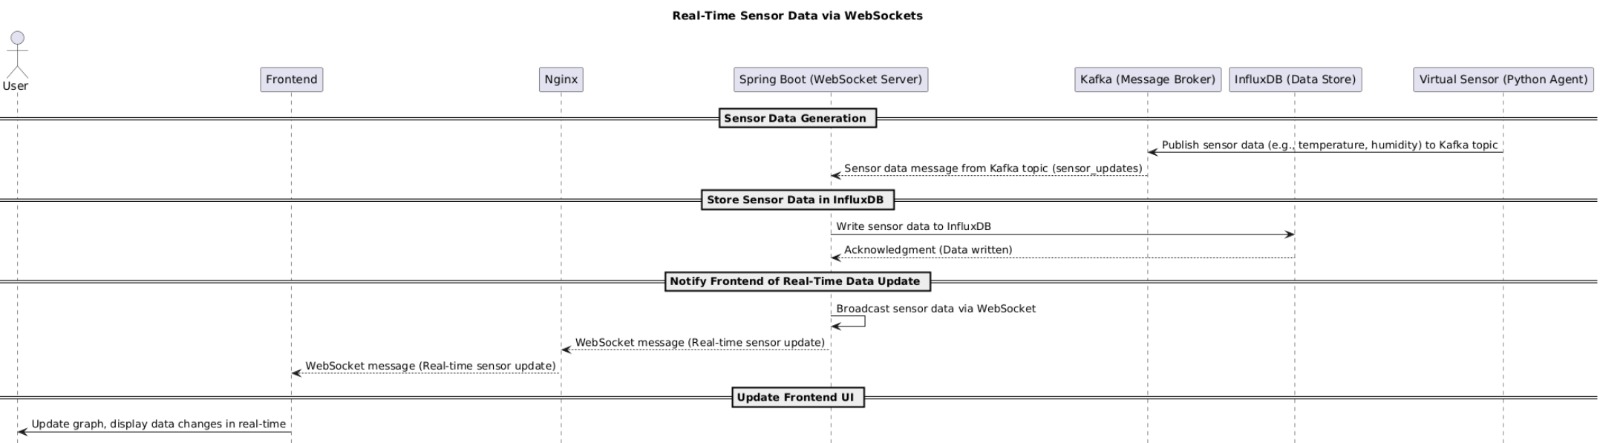 Real-Time Sensor Data via WebSockets
User
Frontend
Nginx
Spring Boot (WebSocket Server)
Kafka (Message Broker)
InfluxDB (Data Store)
Virtual Sensor (Python Agent)
Sensor Data Generation
Publish sensor data (e.g., temperature, humidity) to Kafka topic
Sensor data message from Kafka topic (sensor_updates)
Store Sensor Data in InfluxDB
Write sensor data to InfluxDB
Acknowledgment (Data written)
Notify Frontend of Real-Time Data Update
Broadcast sensor data via WebSocket
WebSocket message (Real-time sensor update)
WebSocket message (Real-time sensor update)
Update Frontend UI
Update graph, display data changes in real-time